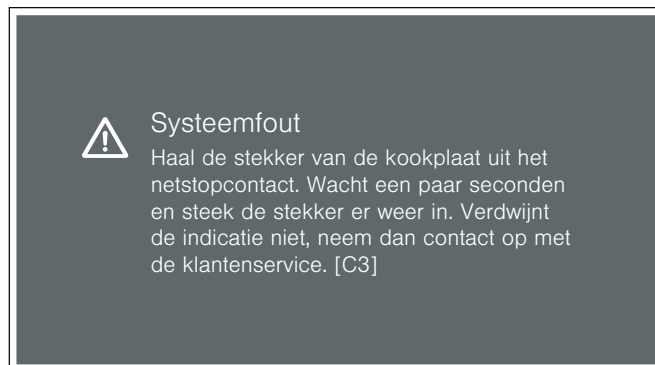 Systeemfout
Haal de stekker van de kookplaat uit het
netstopcontact. Wacht een paar seconden
en steek de stekker er weer in. Verdwijnt
de indicatie niet, neem dan contact op met
de klantenservice. [C3]